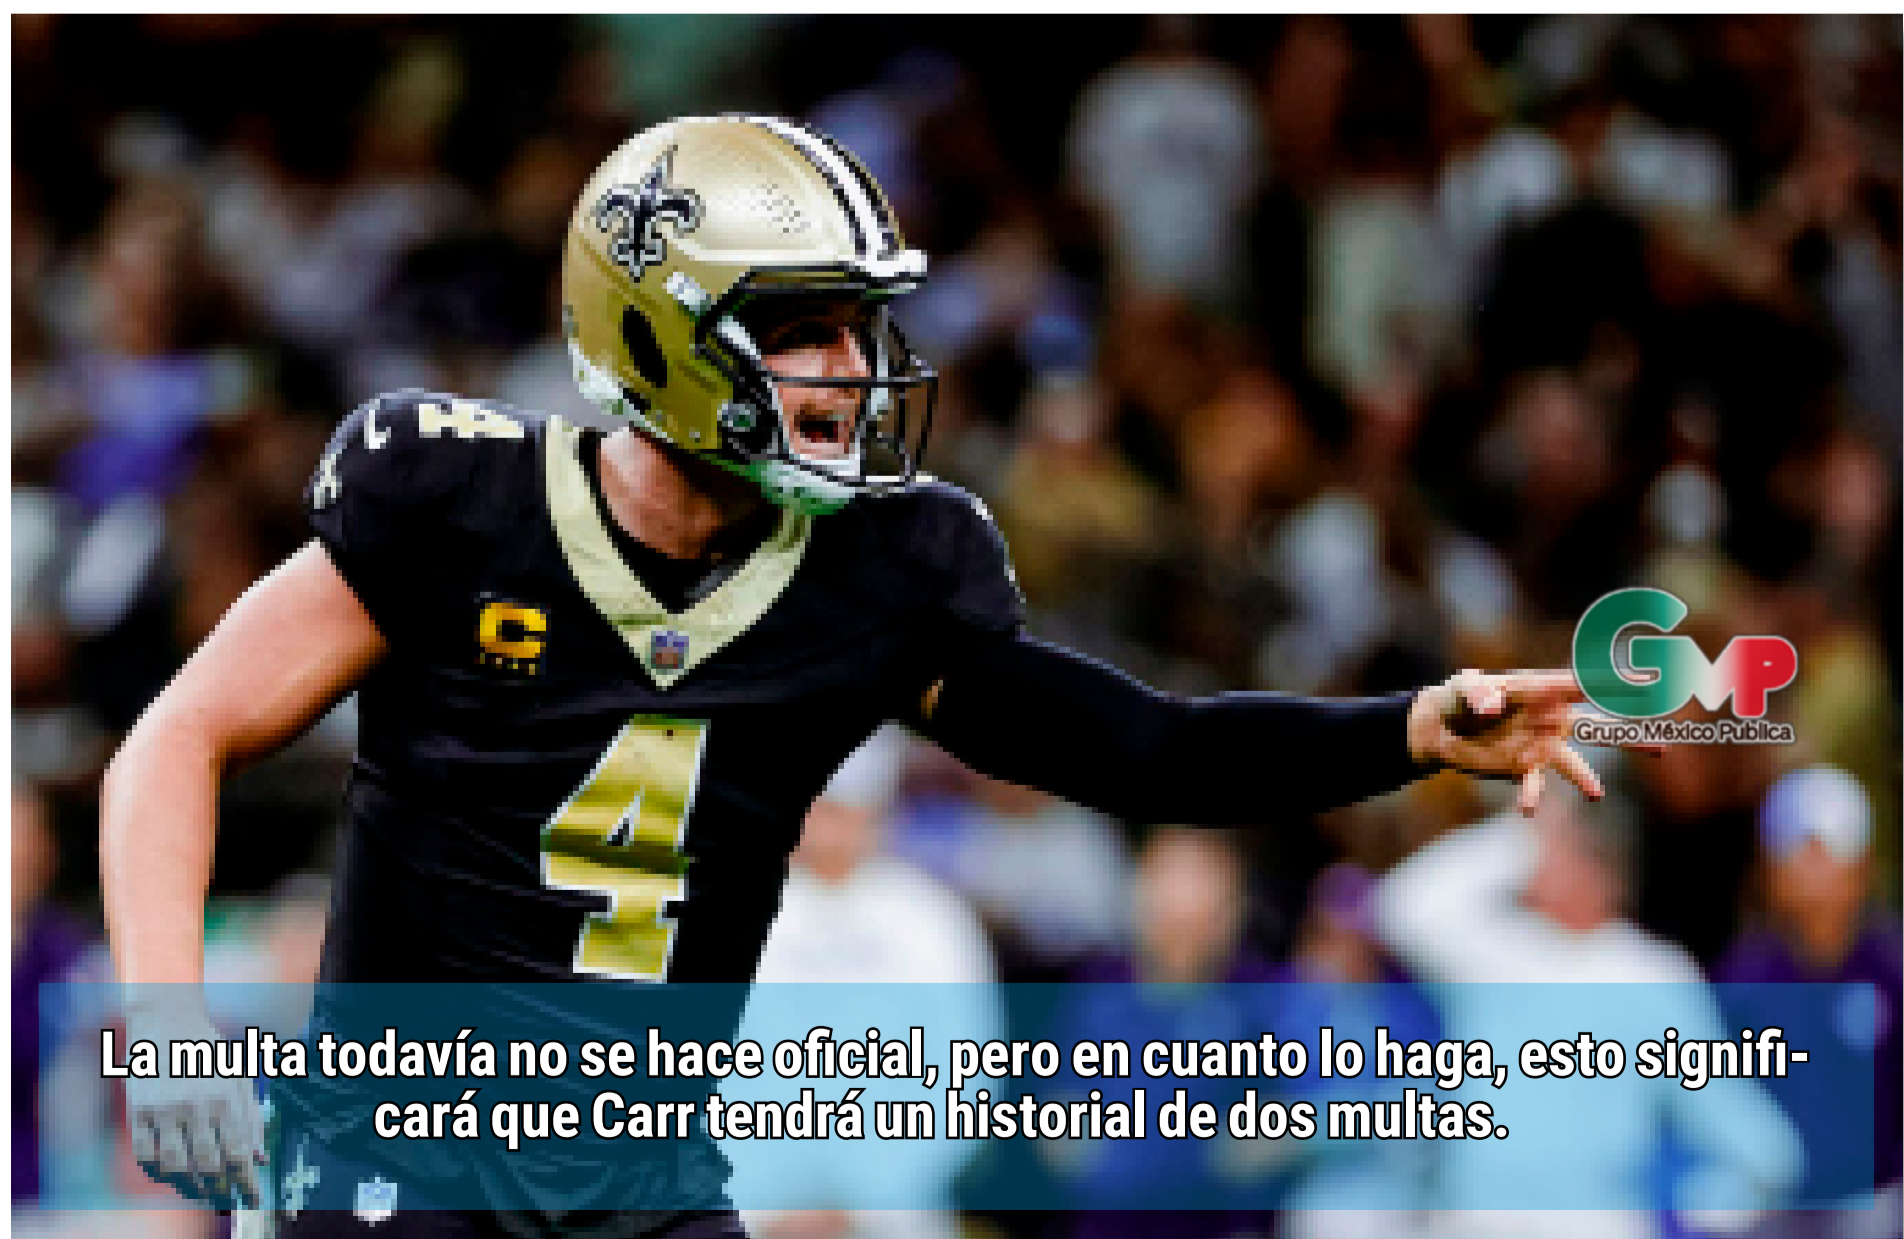 C
4
GMP
Grupo México Publica
La multa todavía no se hace oficial, pero en cuanto lo haga, esto signifi-
cará que Carr tendrá un historial de dos multas.